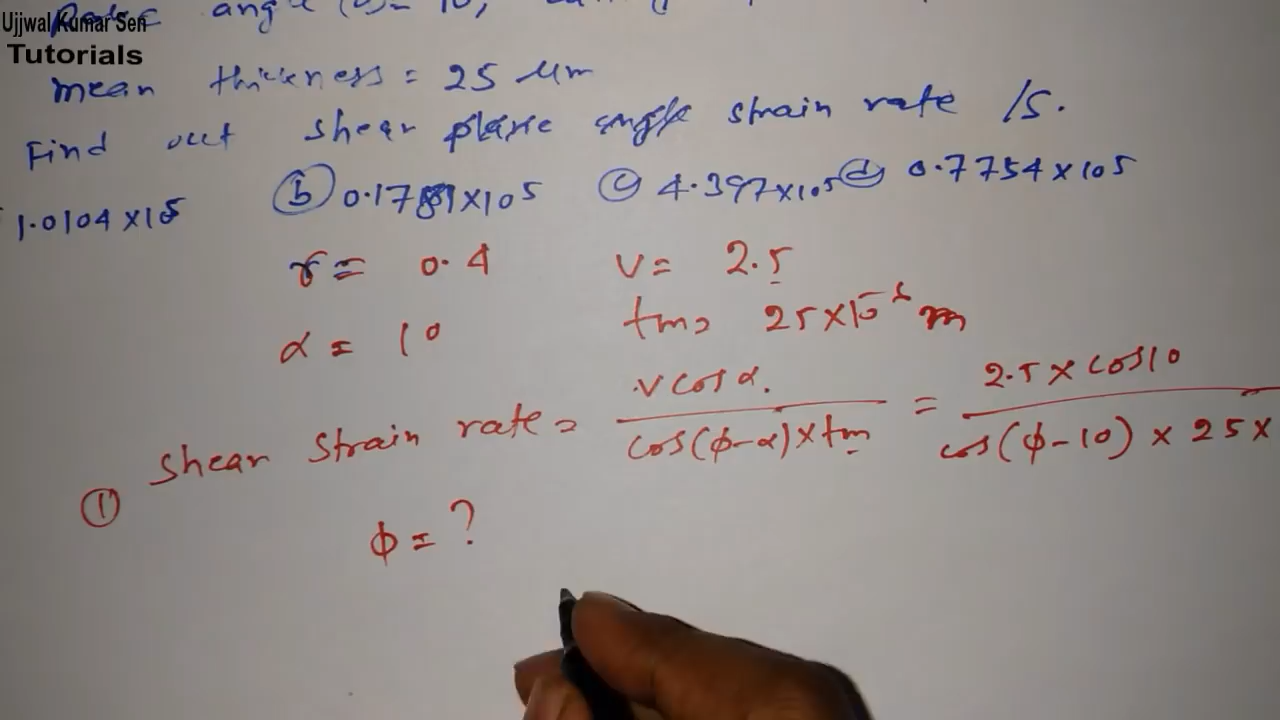 Ujjwal Kumar Sen
Tutorials
mean thickness = 25 μm
Find out shear plane angle strain rate /s.
1.0104×10⁵ (b) 0.1781×10⁵ (c) 4.397×10⁵ (d) 0.7754×10⁵
r = 0.4 v = 2.5
α = 10 tm = 25×10⁻⁶ m
Shear strain rate = v cos α. / cos(ϕ-α)×tm = 2.5 × cos 10 / cos(ϕ-10) × 25×
①
ϕ = ?